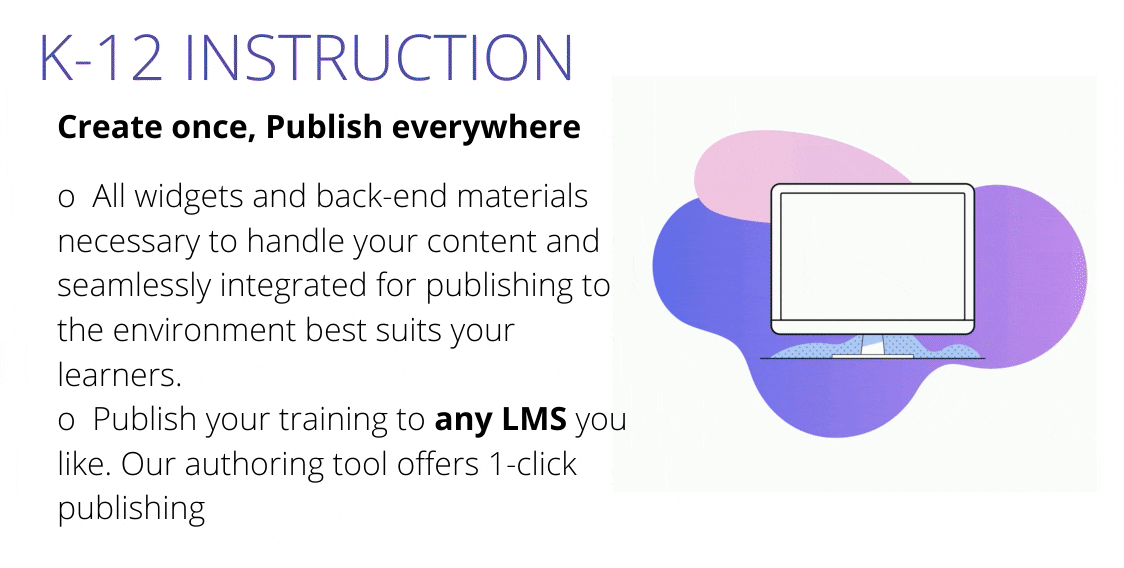 K-12 INSTRUCTION
Create once, Publish everywhere
o All widgets and back-end materials
necessary to handle your content and
seamlessly integrated for publishing to
the environment best suits your
learners.
o Publish your training to any LMS you
like. Our authoring tool offers 1-click
publishing